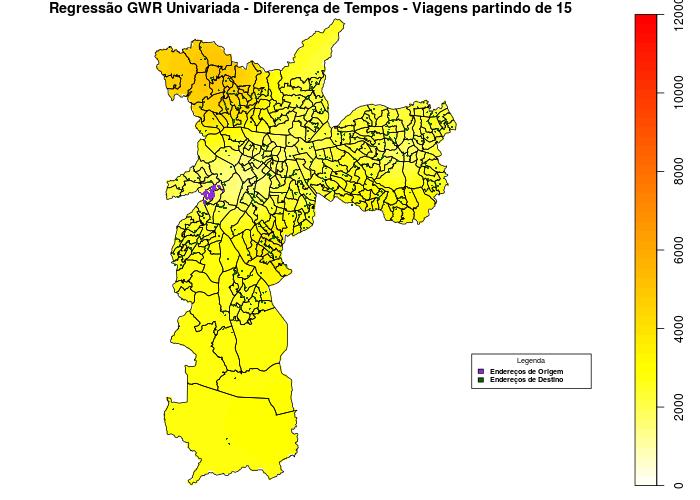 Regressão GWR Univariada - Diferença de Tempos - Viagens partindo de 15
12000
10000
8000
6000
4000
2000
0
Legenda
Endereços de Origem
Endereços de Destino